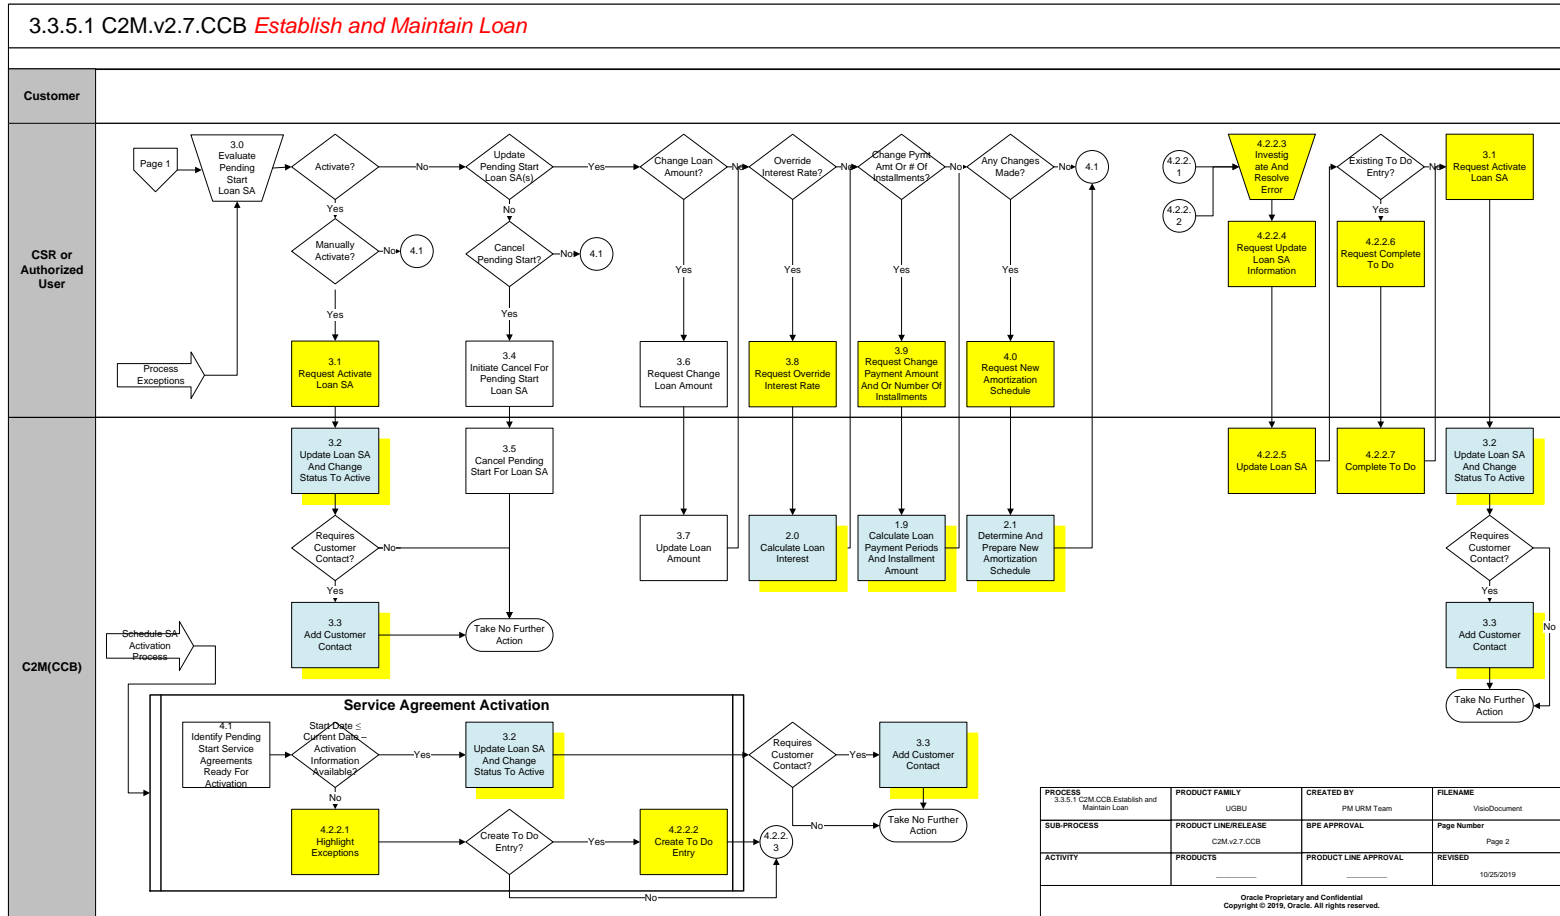 3.3.5.1 C2M.v2.7.CCB Establish and Maintain Loan
Customer
CSR or
Authorized
User
Page 1
3.0
Evaluate
Pending
Start
Loan SA
Process
Exceptions
Activate?
No
Yes
Manually
Activate?
No
4.1
Yes
3.1
Request Activate
Loan SA
Update
Pending Start
Loan SA(s)
Yes
No
Cancel
Pending Start?
No
4.1
Yes
3.4
Initiate Cancel For
Pending Start
Loan SA
Change Loan
Amount?
No
Yes
3.6
Request Change
Loan Amount
Override
Interest Rate?
No
Yes
3.8
Request Override
Interest Rate
Change Pymt
Amt Or # Of
Installments?
No
Yes
3.9
Request Change
Payment Amount
And Or Number Of
Installments
Any Changes
Made?
No
4.1
Yes
4.0
Request New
Amortization
Schedule
4.2.2.
1
4.2.2.
2
4.2.2.3
Investig
ate And
Resolve
Error
4.2.2.4
Request Update
Loan SA
Information
Existing To Do
Entry?
No
Yes
4.2.2.6
Request Complete
To Do
3.1
Request Activate
Loan SA
C2M(CCB)
3.2
Update Loan SA
And Change
Status To Active
Requires
Customer
Contact?
No
Yes
3.3
Add Customer
Contact
3.5
Cancel Pending
Start For Loan SA
Take No Further
Action
3.7
Update Loan
Amount
2.0
Calculate Loan
Interest
1.9
Calculate Loan
Payment Periods
And Installment
Amount
2.1
Determine And
Prepare New
Amortization
Schedule
4.2.2.5
Update Loan SA
4.2.2.7
Complete To Do
3.2
Update Loan SA
And Change
Status To Active
Requires
Customer
Contact?
Yes
No
3.3
Add Customer
Contact
Take No Further
Action
Schedule SA
Activation
Process
Service Agreement Activation
4.1
Identify Pending
Start Service
Agreements
Ready For
Activation
Start Date ≤
Current Date –
Activation
Information
Available?
Yes
No
3.2
Update Loan SA
And Change
Status To Active
4.2.2.1
Highlight
Exceptions
Create To Do
Entry?
Yes
No
4.2.2.2
Create To Do
Entry
4.2.2.
3
Requires
Customer
Contact?
Yes
No
3.3
Add Customer
Contact
Take No Further
Action
PROCESS
3.3.5.1 C2M.CCB.Establish and
Maintain Loan
PRODUCT FAMILY
UGBU
CREATED BY
PM URM Team
FILENAME
VisioDocument
SUB-PROCESS
PRODUCT LINE/RELEASE
C2M.v2.7.CCB
BPE APPROVAL
Page Number
Page 2
ACTIVITY
PRODUCTS
PRODUCT LINE APPROVAL
REVISED
10/25/2019
Oracle Proprietary and Confidential
Copyright © 2019, Oracle. All rights reserved.